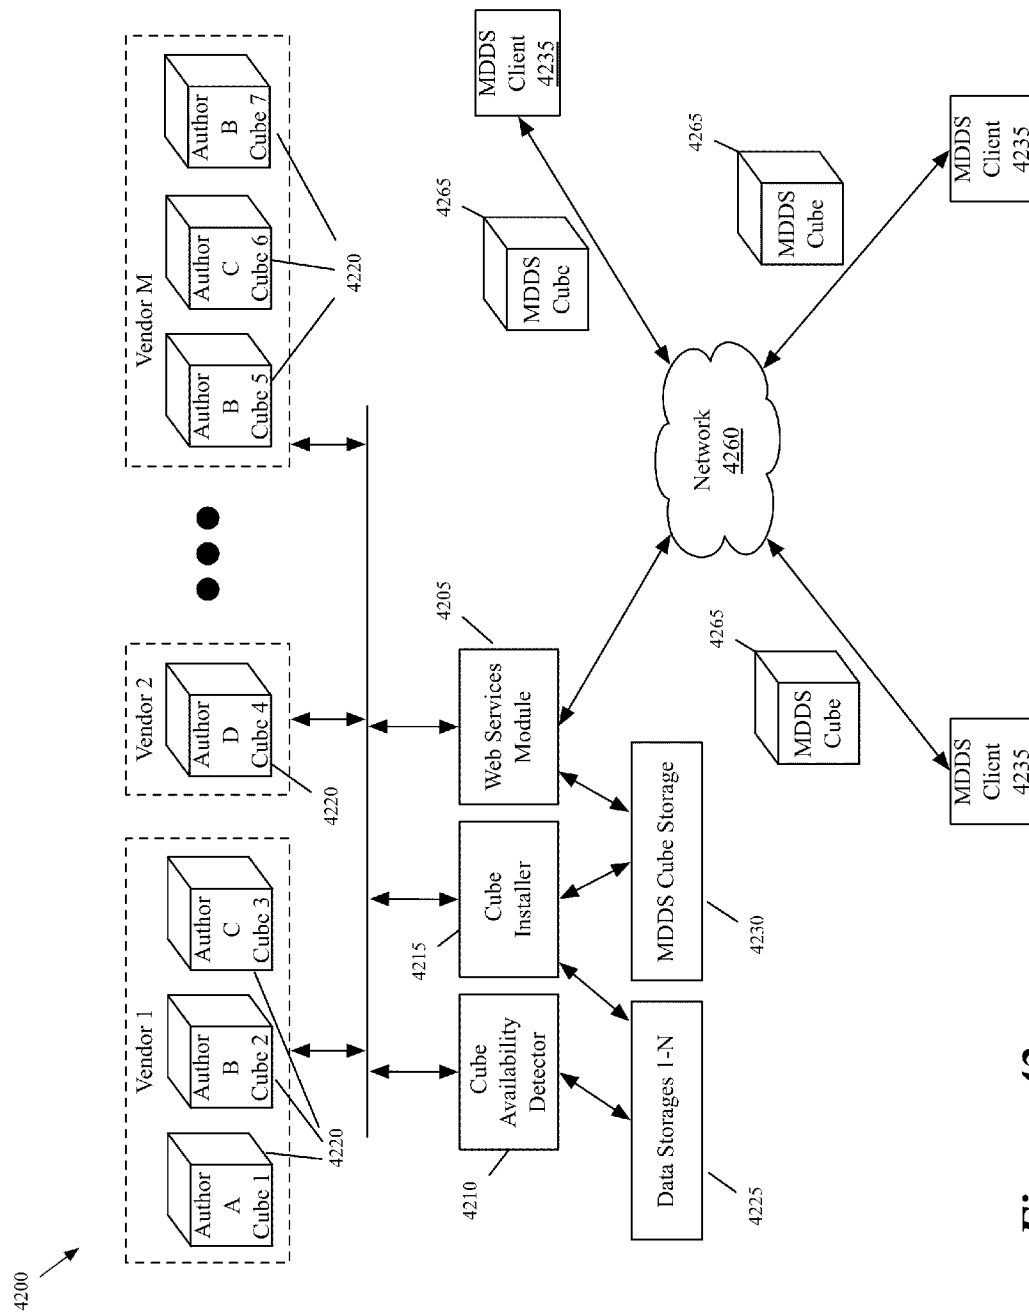 4200
Vendor 1
Author
A
Cube 1
Author
B
Cube 2
Author
C
Cube 3
4220
Vendor 2
Author
D
Cube 4
4220
Vendor M
Author
B
Cube 5
Author
C
Cube 6
Author
B
Cube 7
4220
4210
Cube
Availability
Detector
4215
Cube
Installer
4205
Web Services
Module
Data Storages 1-N
4225
MDDS Cube Storage
4230
Network
4260
4265
MDDS
Cube
MDDS
Client
4235
4265
MDDS
Cube
MDDS
Client
4235
4265
MDDS
Cube
MDDS
Client
4235